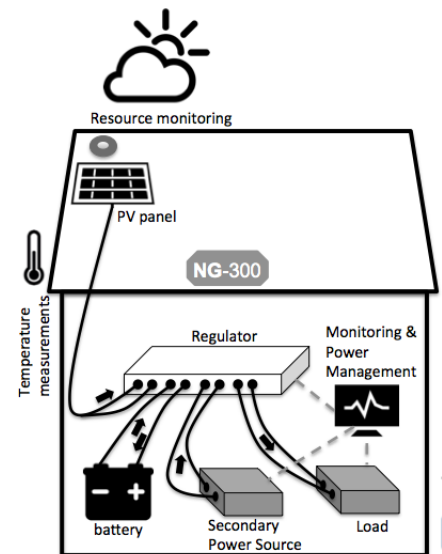 Resource monitoring
PV panel
NG-300
Temperature
measurements
Regulator
Monitoring &
Power
Management
battery
Secondary
Power Source
Load